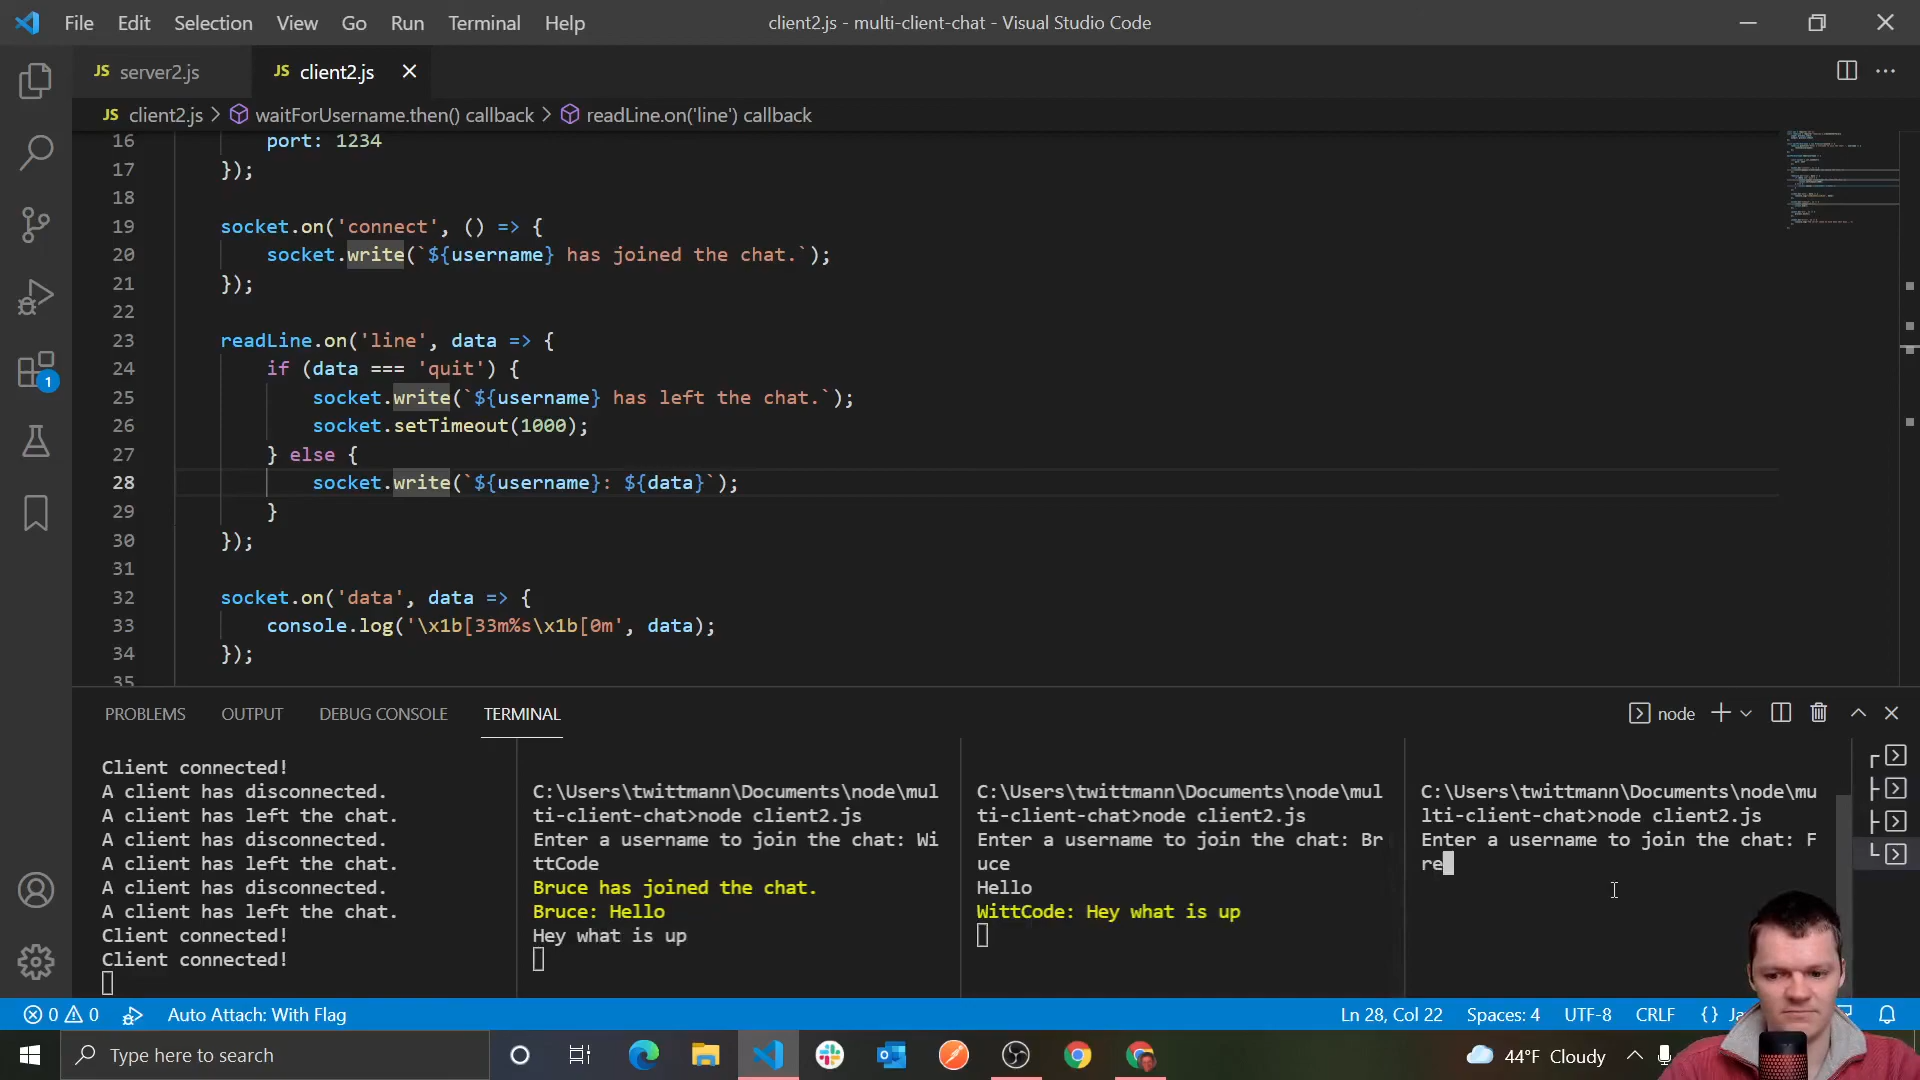 File Edit Selection View Go Run Terminal Help
client2.js - multi-client-chat - Visual Studio Code
JS server2.js
JS client2.js
JS client2.js > waitForUsername.then() callback > readLine.on('line') callback
16 port: 1234
17 });
18
19 socket.on('connect', () => {
20 socket.write(`${username} has joined the chat.`);
21 });
22
23 readLine.on('line', data => {
24 if (data === 'quit') {
25 socket.write(`${username} has left the chat.`);
26 socket.setTimeout(1000);
27 } else {
28 socket.write(`${username}: ${data}`);
29 }
30 });
31
32 socket.on('data', data => {
33 console.log('\x1b[33m%s\x1b[0m', data);
34 });
35
1
PROBLEMS OUTPUT DEBUG CONSOLE TERMINAL
node
Client connected!
A client has disconnected.
A client has left the chat.
A client has disconnected.
A client has left the chat.
A client has disconnected.
A client has left the chat.
Client connected!
Client connected!
C:\Users\twittmann\Documents\node\mul
ti-client-chat>node client2.js
Enter a username to join the chat: Wi
ttCode
Bruce has joined the chat.
Bruce: Hello
Hey what is up
C:\Users\twittmann\Documents\node\mul
ti-client-chat>node client2.js
Enter a username to join the chat: Br
uce
Hello
WittCode: Hey what is up
C:\Users\twittmann\Documents\node\mu
lti-client-chat>node client2.js
Enter a username to join the chat: F
re
0 0 Auto Attach: With Flag
Ln 28, Col 22 Spaces: 4 UTF-8 CRLF {}
Type here to search
44°F Cloudy